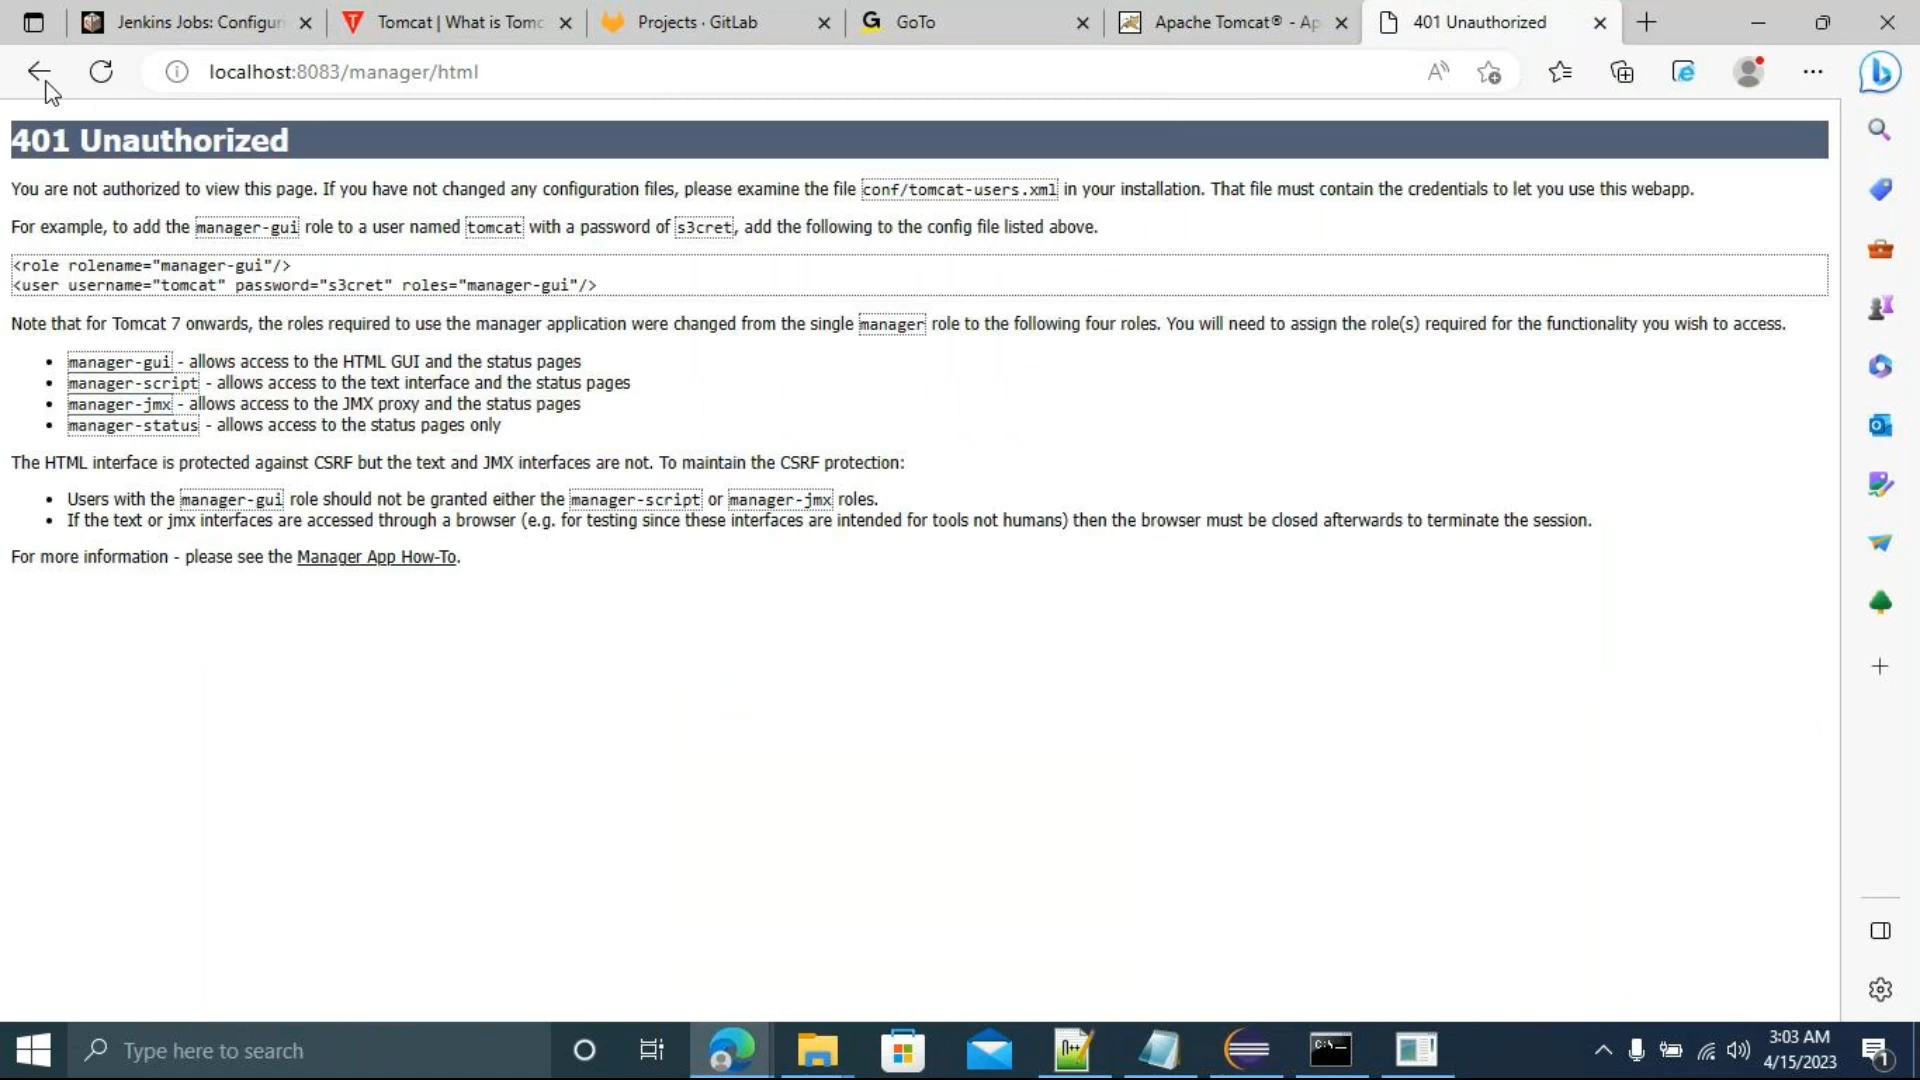 Jenkins Jobs: Configur
Tomcat | What is Tomc
Projects · GitLab
GoTo
Apache Tomcat® - Ap
401 Unauthorized
localhost:8083/manager/html
401 Unauthorized
You are not authorized to view this page. If you have not changed any configuration files, please examine the file conf/tomcat-users.xml in your installation. That file must contain the credentials to let you use this webapp.
For example, to add the manager-gui role to a user named tomcat with a password of s3cret, add the following to the config file listed above.
<role rolename="manager-gui"/>
<user username="tomcat" password="s3cret" roles="manager-gui"/>
Note that for Tomcat 7 onwards, the roles required to use the manager application were changed from the single manager role to the following four roles. You will need to assign the role(s) required for the functionality you wish to access.
• manager-gui - allows access to the HTML GUI and the status pages
• manager-script - allows access to the text interface and the status pages
• manager-jmx - allows access to the JMX proxy and the status pages
• manager-status - allows access to the status pages only
The HTML interface is protected against CSRF but the text and JMX interfaces are not. To maintain the CSRF protection:
• Users with the manager-gui role should not be granted either the manager-script or manager-jmx roles.
• If the text or jmx interfaces are accessed through a browser (e.g. for testing since these interfaces are intended for tools not humans) then the browser must be closed afterwards to terminate the session.
For more information - please see the Manager App How-To.
Type here to search
3:03 AM
4/15/2023
1